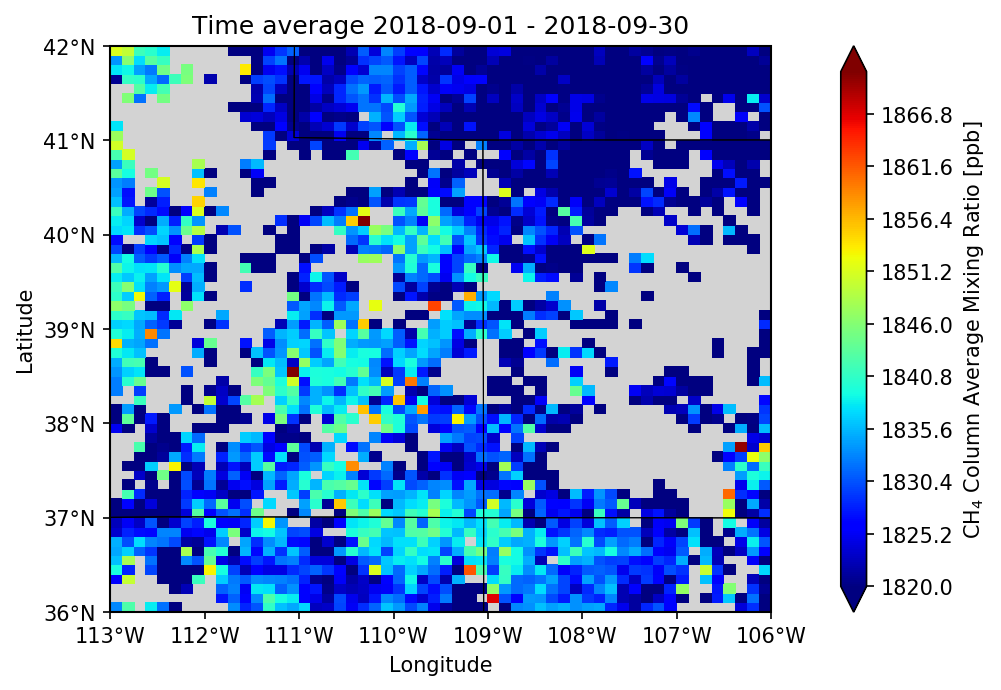 Time average 2018-09-01 - 2018-09-30
42°N
41°N
40°N
39°N
38°N
37°N
36°N
Latitude
113°W 112°W 111°W 110°W 109°W 108°W 107°W 106°W
Longitude
1866.8
1861.6
1856.4
1851.2
1846.0
1840.8
1835.6
1830.4
1825.2
1820.0
CH₄ Column Average Mixing Ratio [ppb]